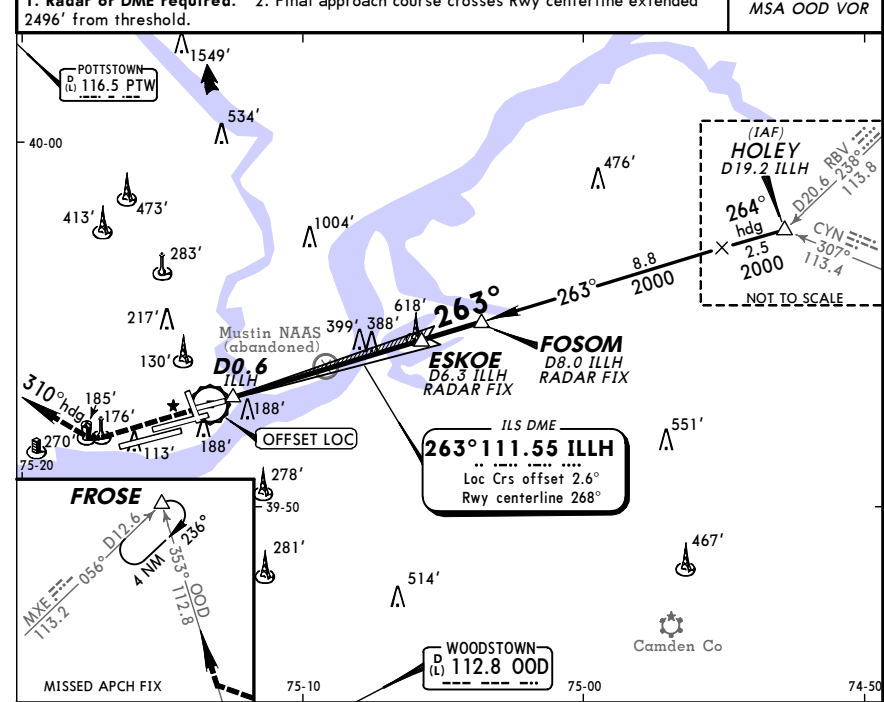 1. Radar or DME required. 2. Final approach course crosses Rwy centerline extended
2496' from threshold.
MSA OOD VOR
POTTSTOWN
D
(L) 116.5 PTW
1549'
534'
40-00
476'
(IAF)
HOLEY
D19.2 ILLH
RBV
238°
113.8
D20.6
CYN
307°
113.4
264°
hdg
2.5
2000
NOT TO SCALE
473'
413'
1004'
283'
8.8
263°
2000
217'
618'
263°
399'
388'
Mustin NAAS
(abandoned)
130'
FOSOM
D8.0 ILLH
RADAR FIX
ESKOE
D6.3 ILLH
RADAR FIX
D0.6
ILLH
310° hdg
185'
176'
188'
188'
113'
270'
OFFSET LOC
75-20
ILS DME
263° 111.55 ILLH
Loc Crs offset 2.6°
Rwy centerline 268°
551'
278'
39-50
FROSE
D12.6
236°
4 NM
056°
MXE
113.2
353° OOD
112.8
281'
467'
514'
Camden Co
WOODSTOWN
D
(L) 112.8 OOD
MISSED APCH FIX
75-10
75-00
74-50